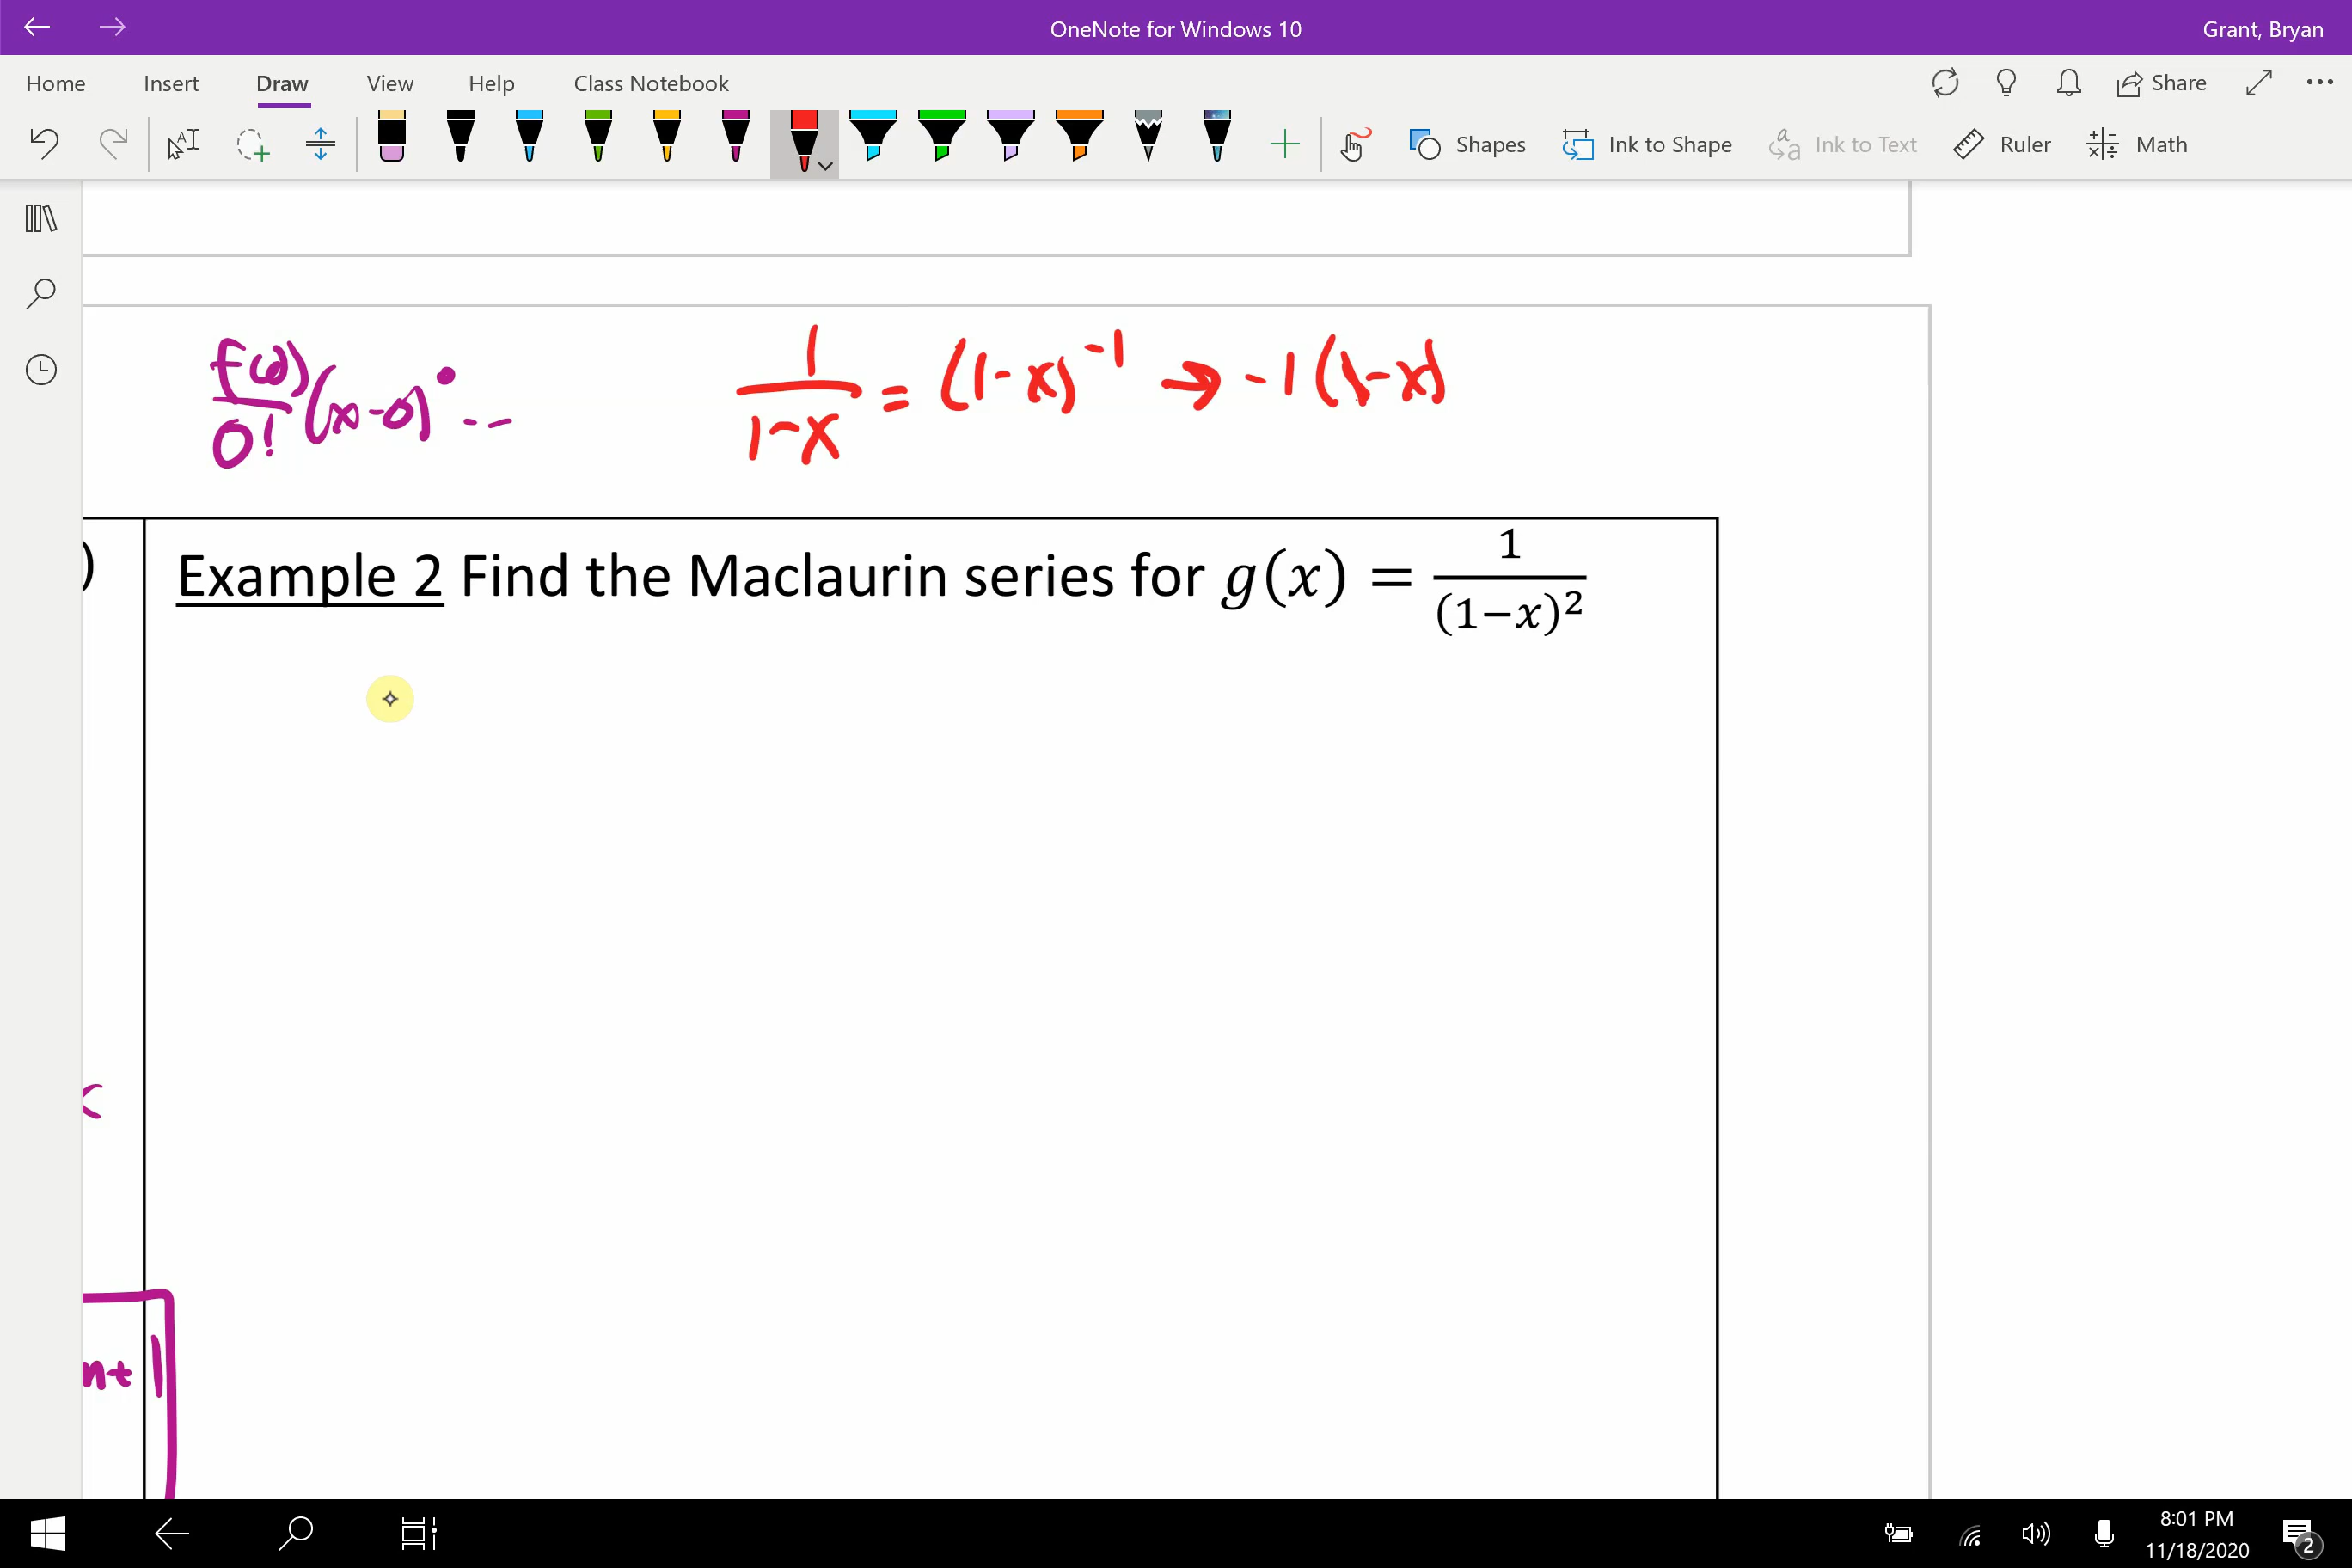 OneNote for Windows 10
Grant, Bryan
Home Insert Draw View Help Class Notebook Share
Shapes Ink to Shape Ink to Text Ruler Math
f(0)/0! (x-0)⁰ ... 1/(1-x) = (1-x)⁻¹ → -1(1-x)
)
Example 2 Find the Maclaurin series for g(x) = 1/(1−x)²
n+1
8:01 PM
11/18/2020
2